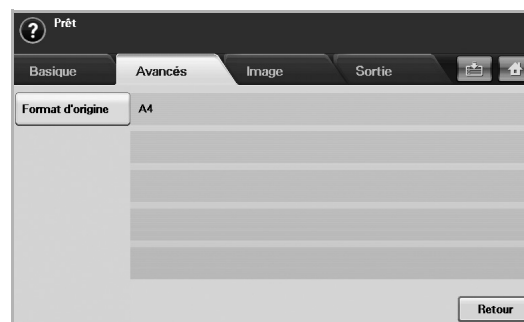 ? Prêt
Basique Avancés Image Sortie
Format d'origine A4
Retour